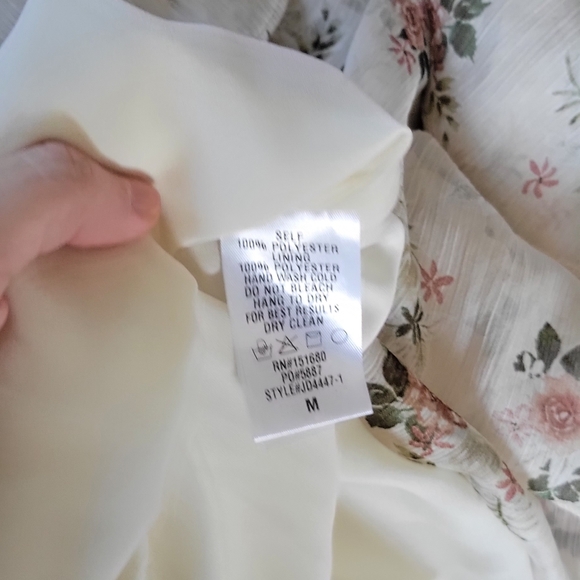 SELF
100% POLYESTER
LINING
100% POLYESTER
HAND WASH COLD
DO NOT BLEACH
HANG TO DRY
FOR BEST RESULTS
DRY CLEAN
RN#151680
PO#5887
STYLE#JD4447-1
M